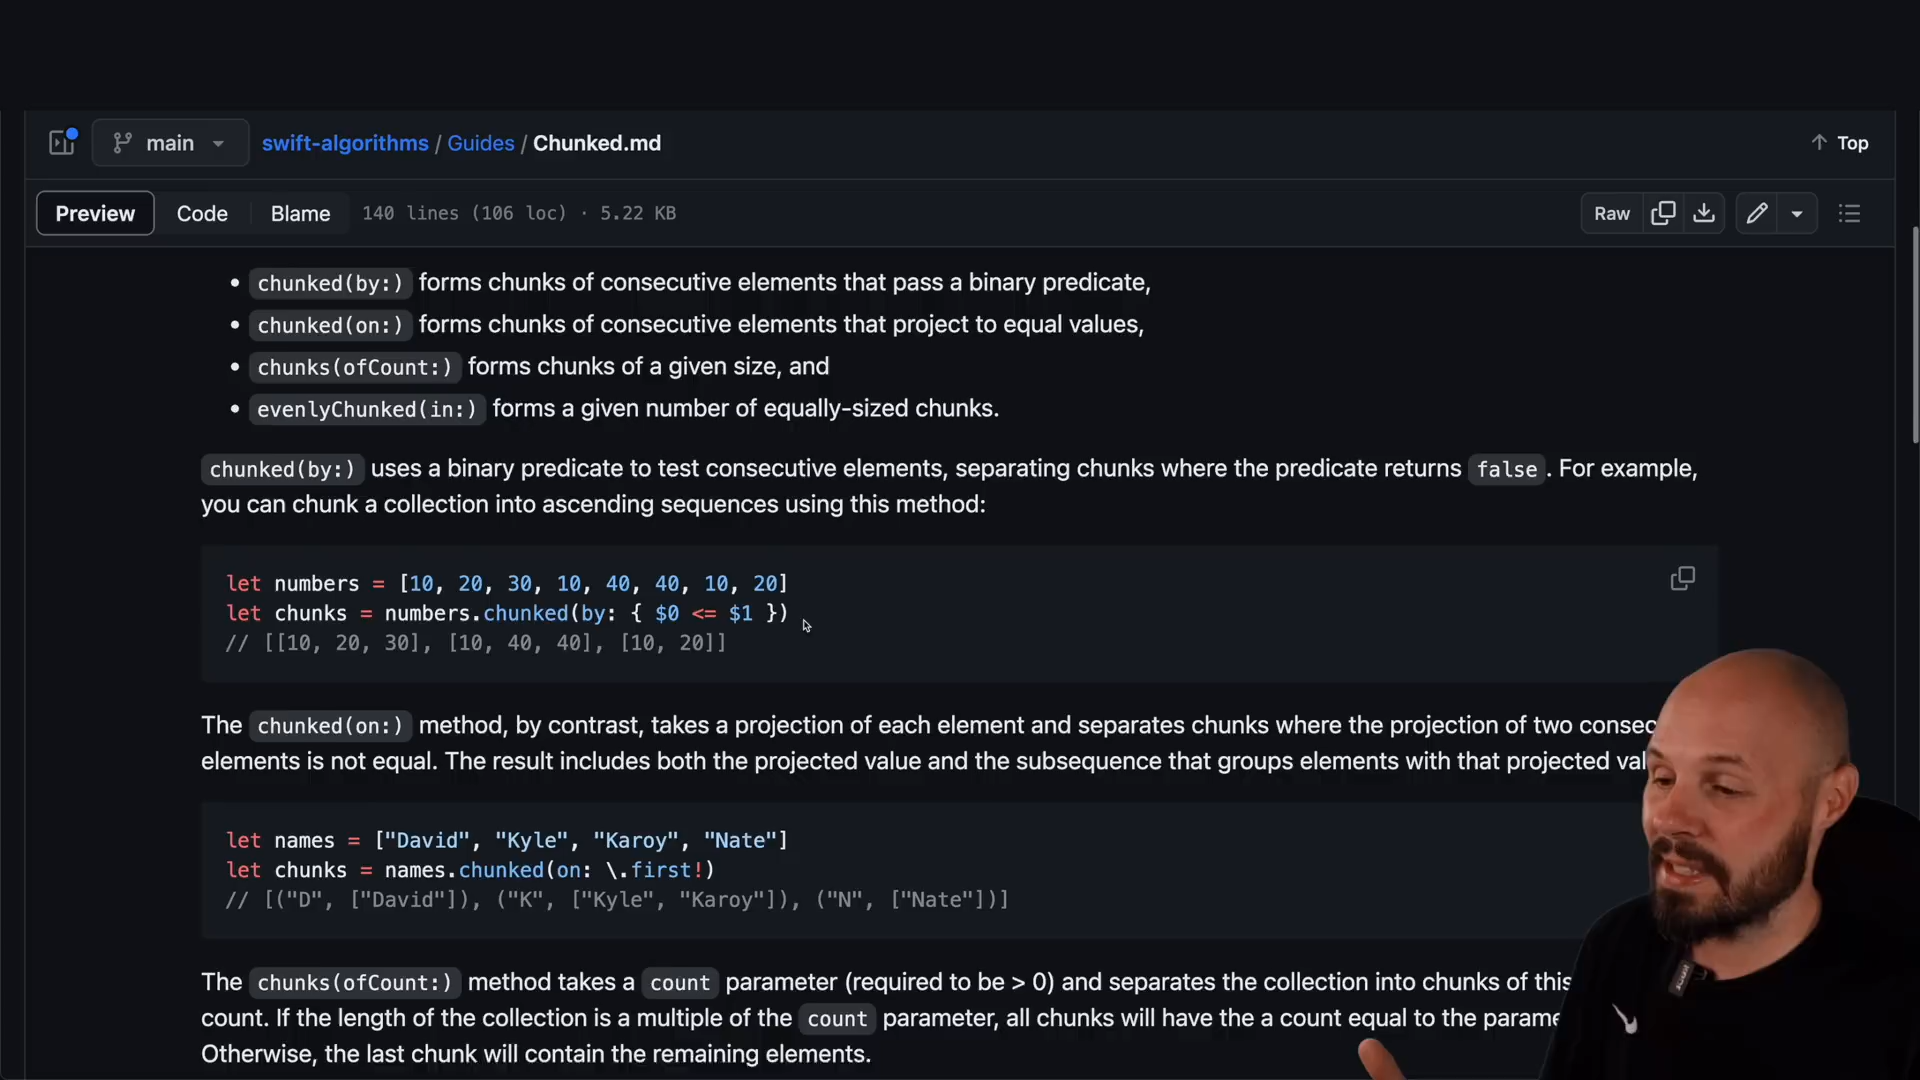 main
swift-algorithms / Guides / Chunked.md
Top
Preview Code Blame 140 lines (106 loc) · 5.22 KB
Raw
• chunked(by:) forms chunks of consecutive elements that pass a binary predicate,
• chunked(on:) forms chunks of consecutive elements that project to equal values,
• chunks(ofCount:) forms chunks of a given size, and
• evenlyChunked(in:) forms a given number of equally-sized chunks.
chunked(by:) uses a binary predicate to test consecutive elements, separating chunks where the predicate returns false. For example,
you can chunk a collection into ascending sequences using this method:
let numbers = [10, 20, 30, 10, 40, 40, 10, 20]
let chunks = numbers.chunked(by: { $0 <= $1 })
// [[10, 20, 30], [10, 40, 40], [10, 20]]
The chunked(on:) method, by contrast, takes a projection of each element and separates chunks where the projection of two consec
elements is not equal. The result includes both the projected value and the subsequence that groups elements with that projected val
let names = ["David", "Kyle", "Karoy", "Nate"]
let chunks = names.chunked(on: \.first!)
// [("D", ["David"]), ("K", ["Kyle", "Karoy"]), ("N", ["Nate"])]
The chunks(ofCount:) method takes a count parameter (required to be > 0) and separates the collection into chunks of this
count. If the length of the collection is a multiple of the count parameter, all chunks will have the a count equal to the parame
Otherwise, the last chunk will contain the remaining elements.